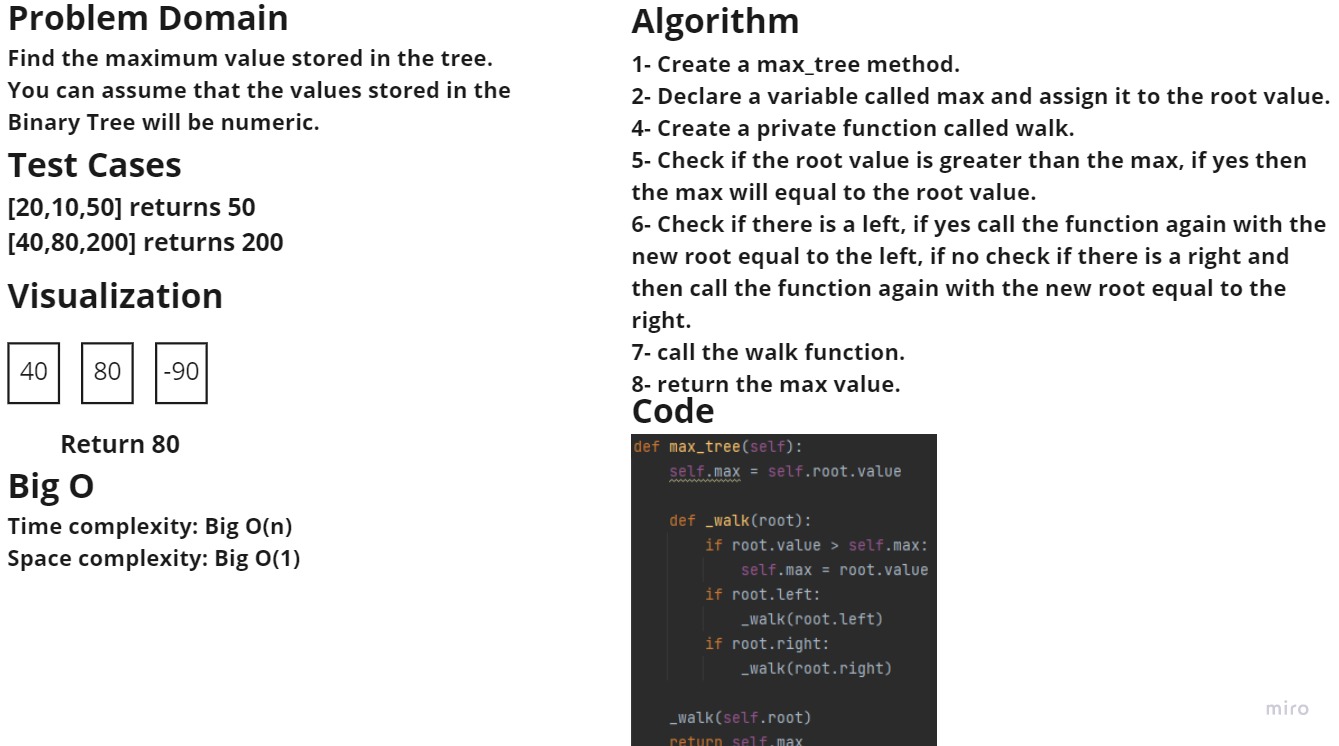 Problem Domain
Find the maximum value stored in the tree.
You can assume that the values stored in the
Binary Tree will be numeric.
Test Cases
[20,10,50] returns 50
[40,80,200] returns 200
Visualization
40 80 -90
Return 80
Big O
Time complexity: Big O(n)
Space complexity: Big O(1)
Algorithm
1- Create a max_tree method.
2- Declare a variable called max and assign it to the root value.
4- Create a private function called walk.
5- Check if the root value is greater than the max, if yes then
the max will equal to the root value.
6- Check if there is a left, if yes call the function again with the
new root equal to the left, if no check if there is a right and
then call the function again with the new root equal to the
right.
7- call the walk function.
8- return the max value.
Code
def max_tree(self):
    self.max = self.root.value
    def _walk(root):
        if root.value > self.max:
            self.max = root.value
        if root.left:
            _walk(root.left)
        if root.right:
            _walk(root.right)
    _walk(self.root)
    return self.max
miro